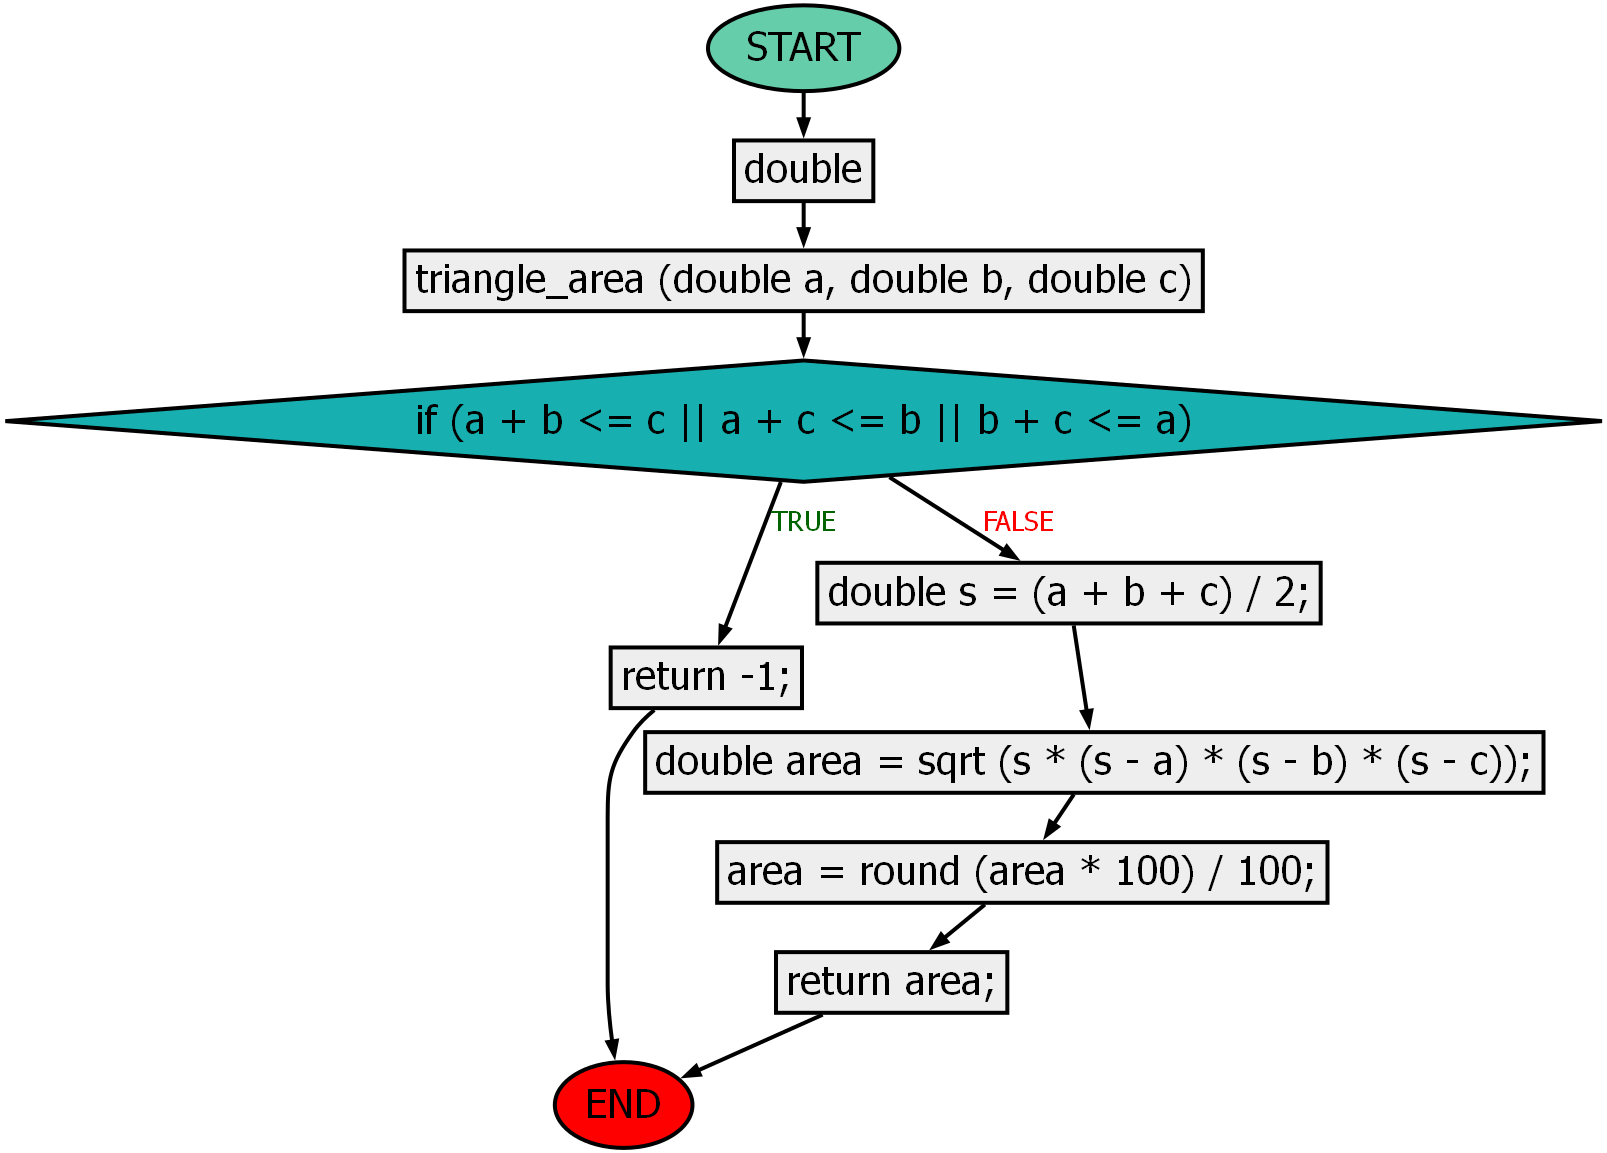 START
double
triangle_area (double a, double b, double c)
if (a + b <= c || a + c <= b || b + c <= a)
TRUE
FALSE
double s = (a + b + c) / 2;
return -1;
double area = sqrt (s * (s - a) * (s - b) * (s - c));
area = round (area * 100) / 100;
return area;
END